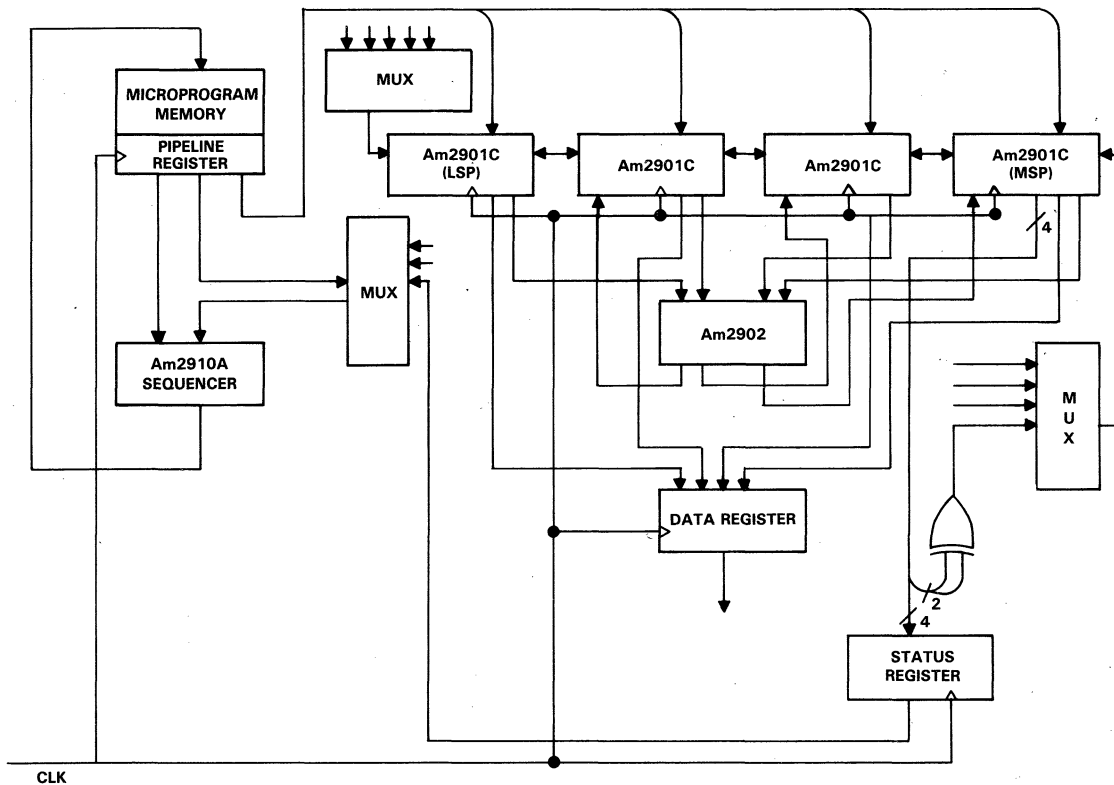 MUX
MICROPROGRAM
MEMORY
PIPELINE
REGISTER
Am2901C
(LSP)
Am2901C
Am2901C
Am2901C
(MSP)
4
MUX
Am2902
Am2910A
SEQUENCER
M
U
X
DATA REGISTER
2
4
STATUS
REGISTER
CLK